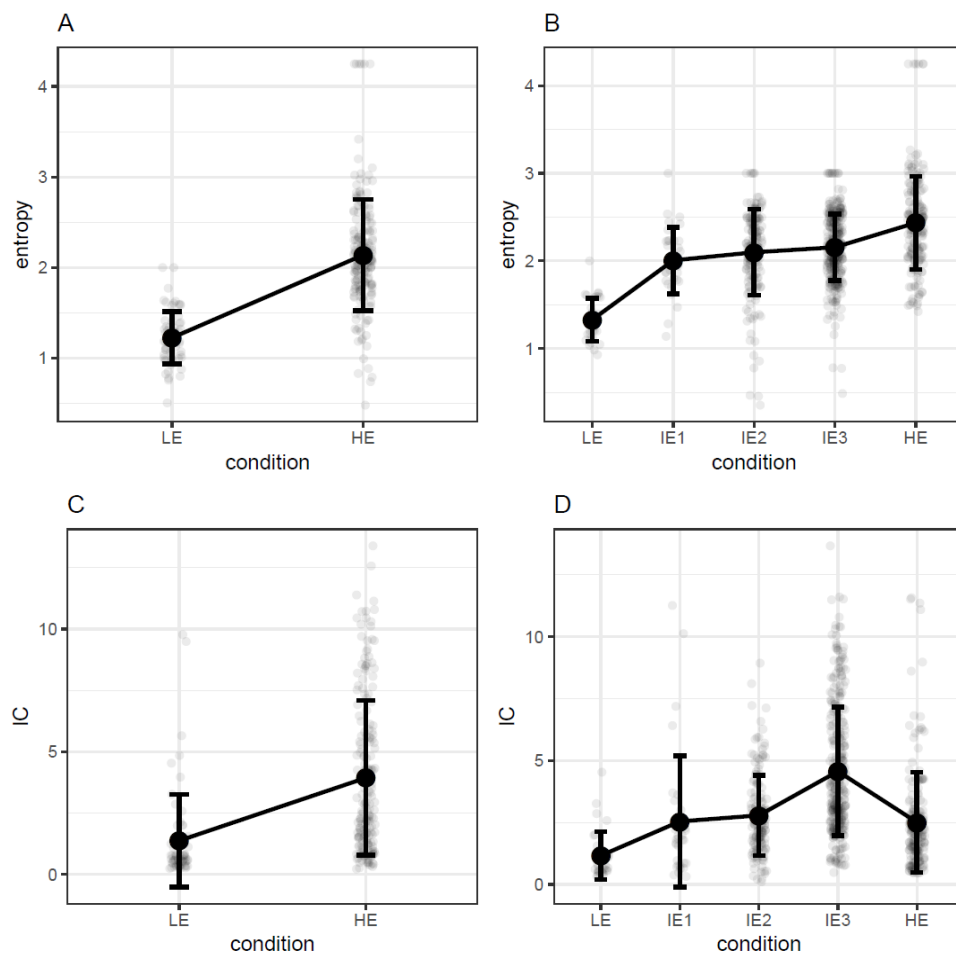 A
entropy
4
3
2
1
LE HE
condition
B
entropy
4
3
2
1
LE IE1 IE2 IE3 HE
condition
C
IC
10
5
0
LE HE
condition
D
IC
10
5
0
LE IE1 IE2 IE3 HE
condition